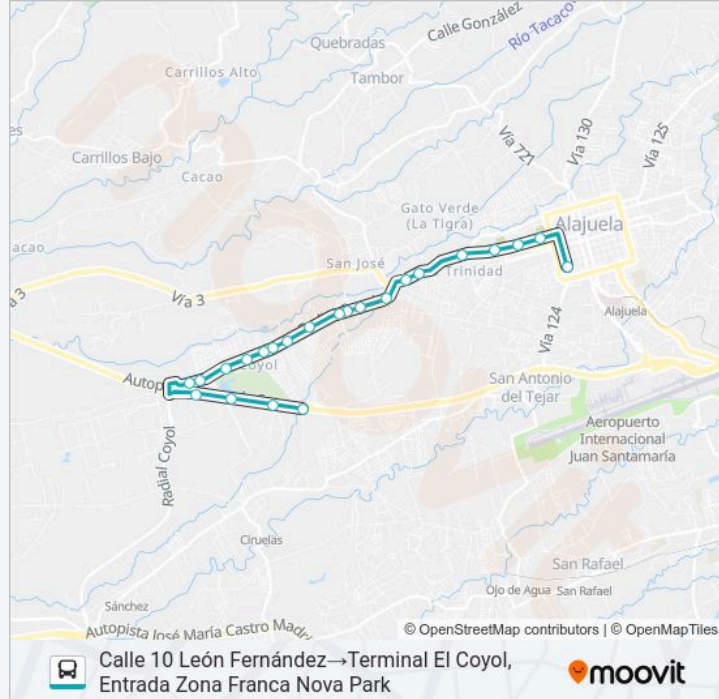 Calle González
Quebradas
Río Tacaco
Tambor
Carrillos Alto
Vía 721
Vía 130
Vía 125
Carrillos Bajo
Cacao
Gato Verde
(La Tigra)
Alajuela
acao
San José
Trinidad
Vía 3
Vía 3
Vía 124
Alajuela
Coyol
Autop
San Antonio
del Tejar
Aeropuerto
Internacional
Juan Santamaría
Radial Coyol
Ciruelas
San Rafael
Ojo de Agua
San Rafael
Sánchez
Autopista José María Castro Madri
© OpenStreetMap contributors | © OpenMapTiles
Calle 10 León Fernández→Terminal El Coyol,
Entrada Zona Franca Nova Park
moovit